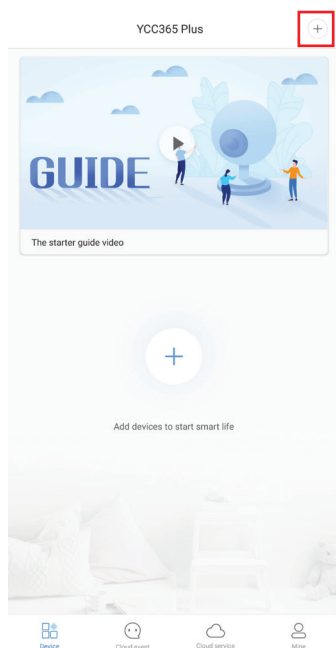 YCC365 Plus
GUIDE
The starter guide video
Add devices to start smart life
Device
Cloud event
Cloud service
Mine